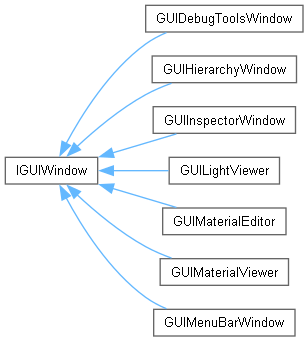 GUIDebugToolsWindow
GUIHierarchyWindow
GUIInspectorWindow
IGUIWindow
GUILightViewer
GUIMaterialEditor
GUIMaterialViewer
GUIMenuBarWindow